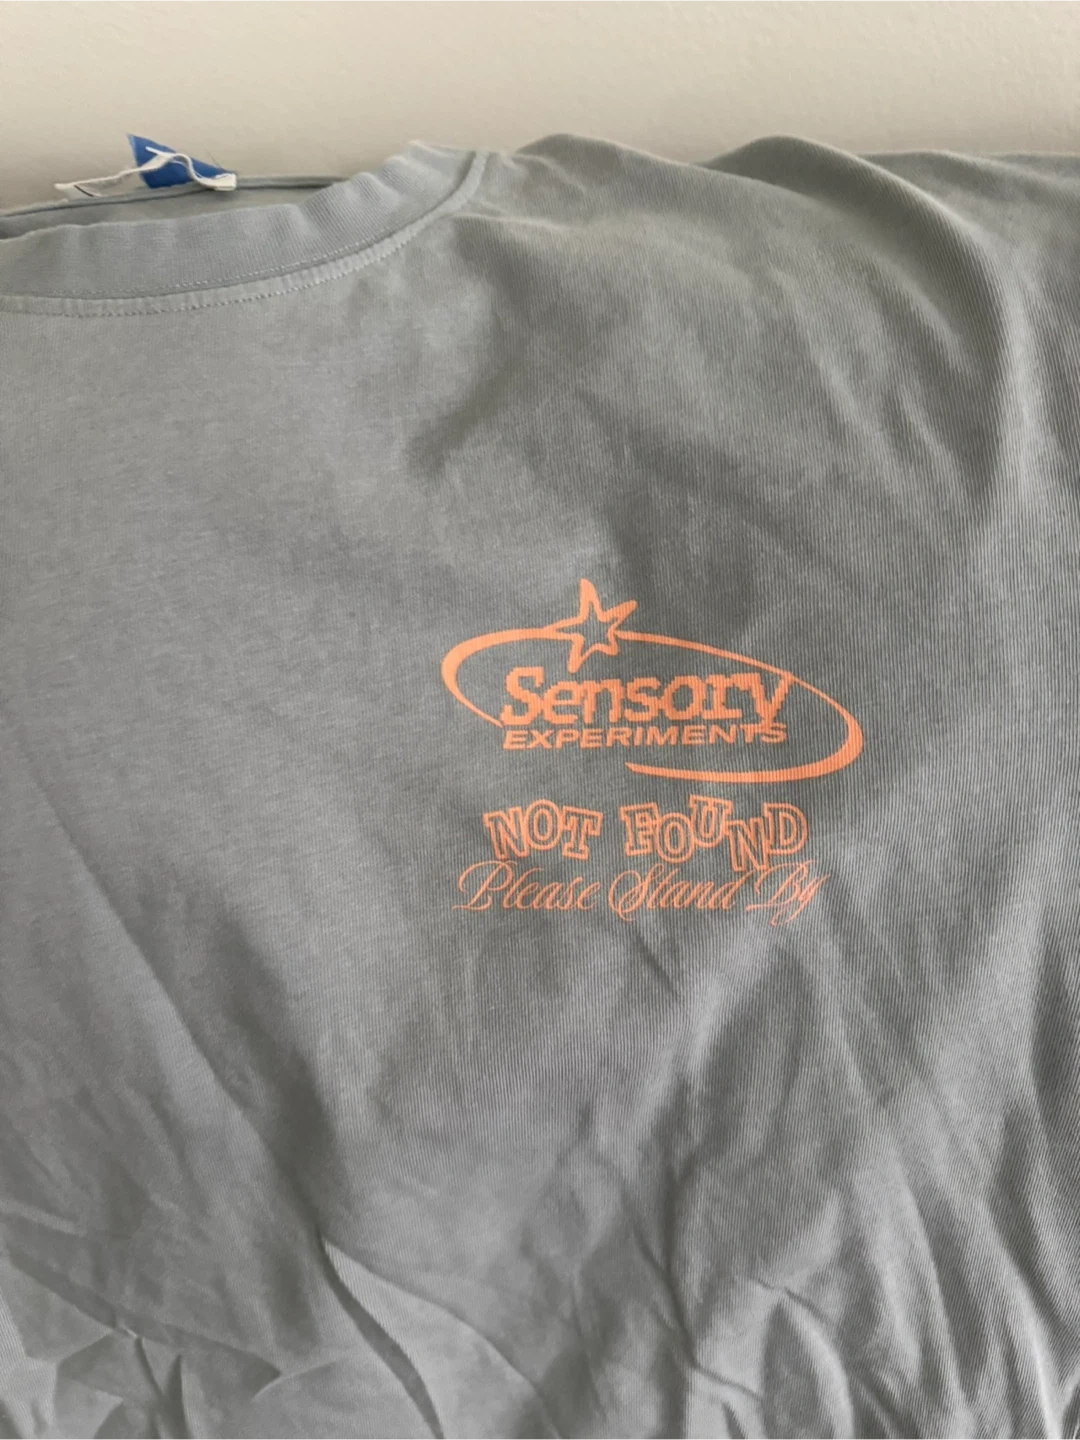 Sensory
EXPERIMENTS
NOT FOUND
Please Stand By